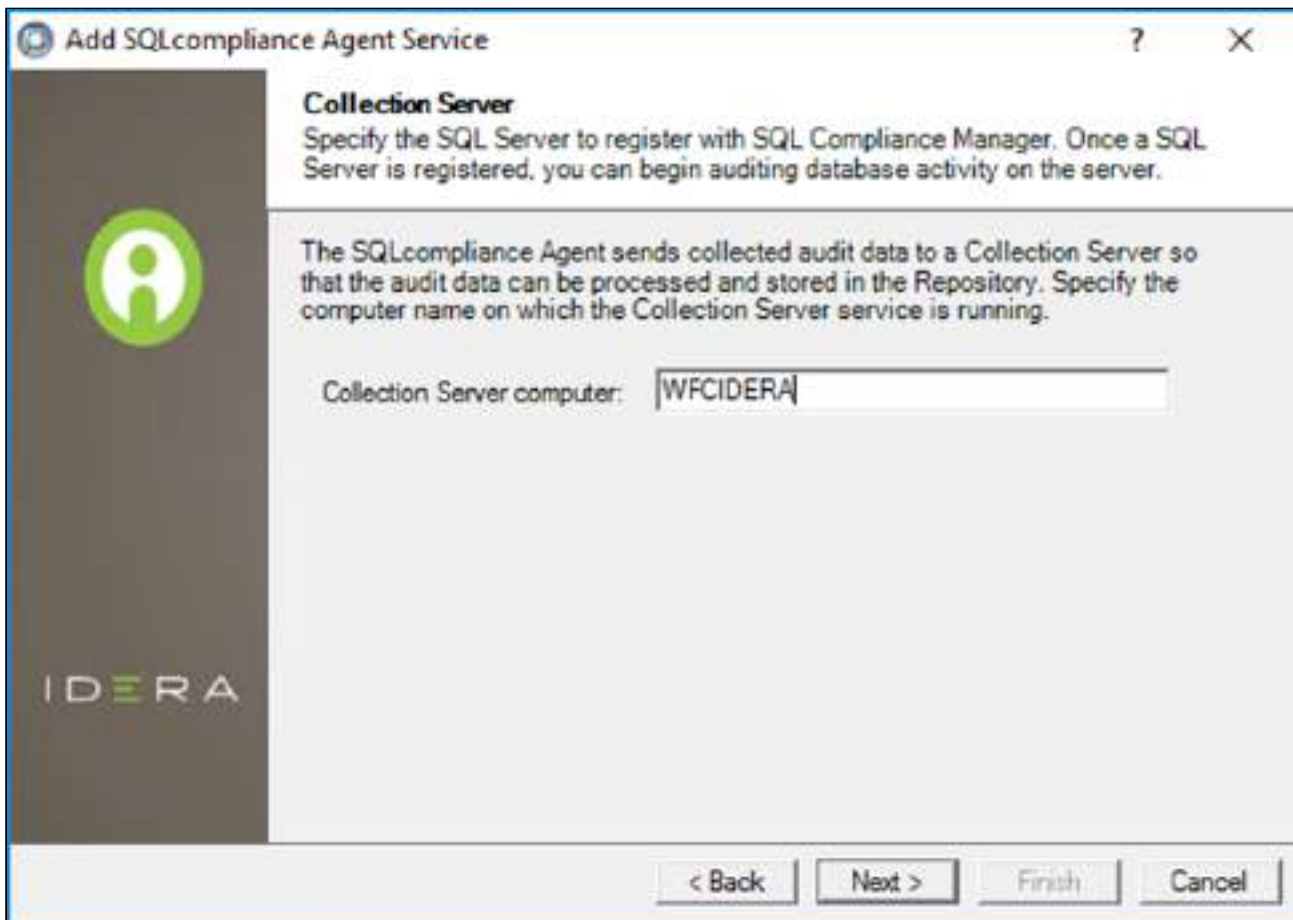 Add SQLcompliance Agent Service
? X
Collection Server
Specify the SQL Server to register with SQL Compliance Manager. Once a SQL
Server is registered, you can begin auditing database activity on the server.
The SQLcompliance Agent sends collected audit data to a Collection Server so
that the audit data can be processed and stored in the Repository. Specify the
computer name on which the Collection Server service is running.
Collection Server computer: WFCIDERA
IDERA
< Back Next > Finish Cancel